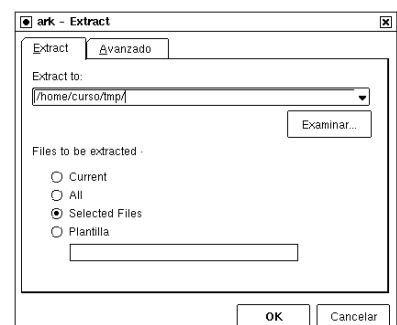 ark - Extract
Extract Avanzado
Extract to:
/home/curso/tmp/
Examinar...
Files to be extracted
Current
All
Selected Files
Plantilla
OK Cancelar